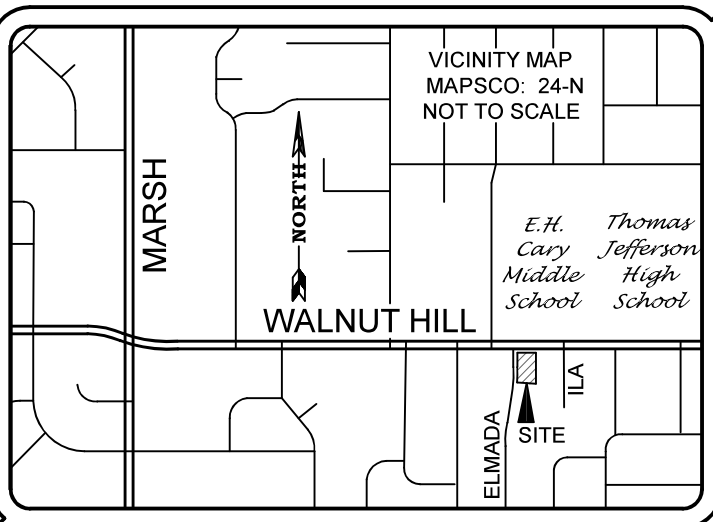 VICINITY MAP
MAPSCO: 24-N
NOT TO SCALE
MARSH
NORTH
E.H.
Cary
Middle
School
Thomas
Jefferson
High
School
WALNUT HILL
ILA
ELMADA
SITE